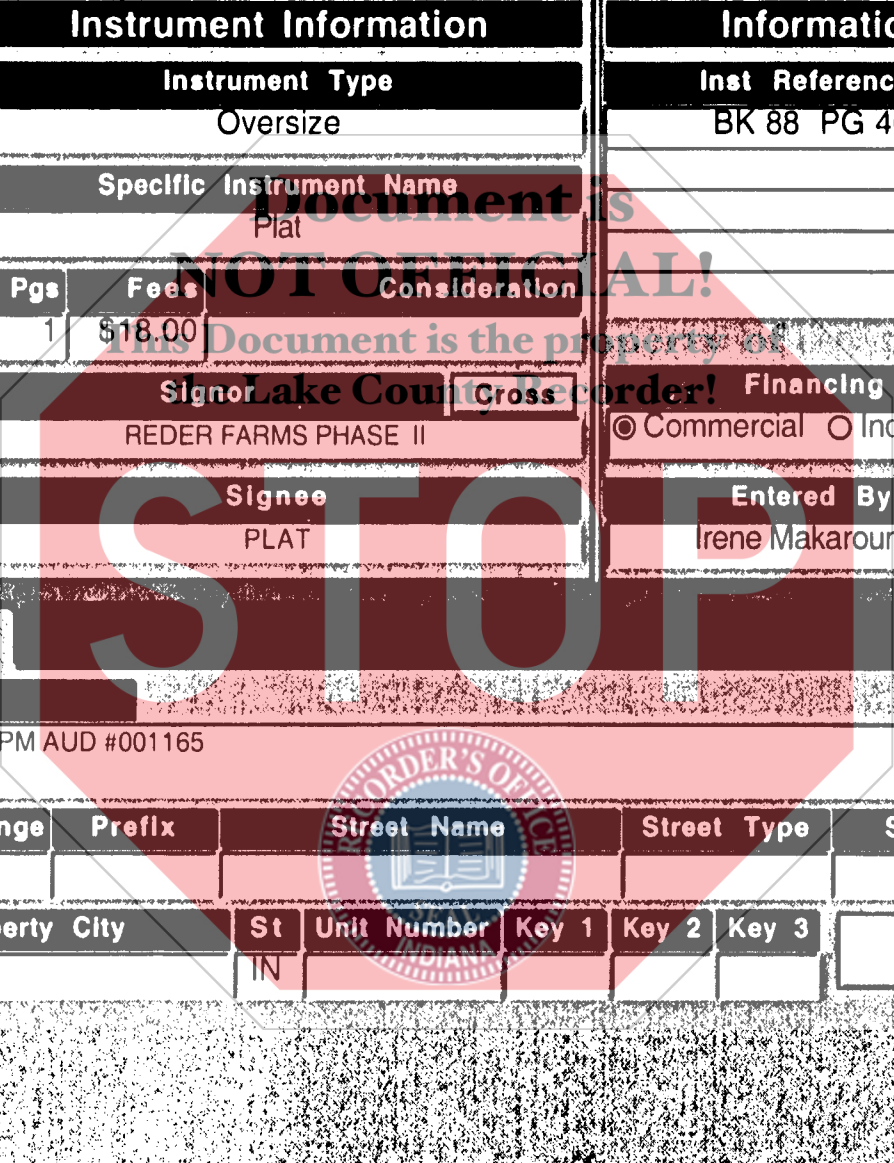 Instrument Information
Informatio
Instrument Type
Inst Referenc
Oversize
BK 88 PG 4
Specific Instrument Name
Document is
Plat
NOT OFFICIAL!
Pgs Fees Consideration
1 $18.00
This Document is the property of
the Lake County Recorder!
Signor Cross
Financing
REDER FARMS PHASE II
Commercial Inc
STOP
Signee
Entered By
PLAT
Irene Makarour
PM AUD #001165
RECORDER'S OFFICE
SEAL
INDIANA
nge Prefix Street Name Street Type S
erty City St Unit Number Key 1 Key 2 Key 3
IN